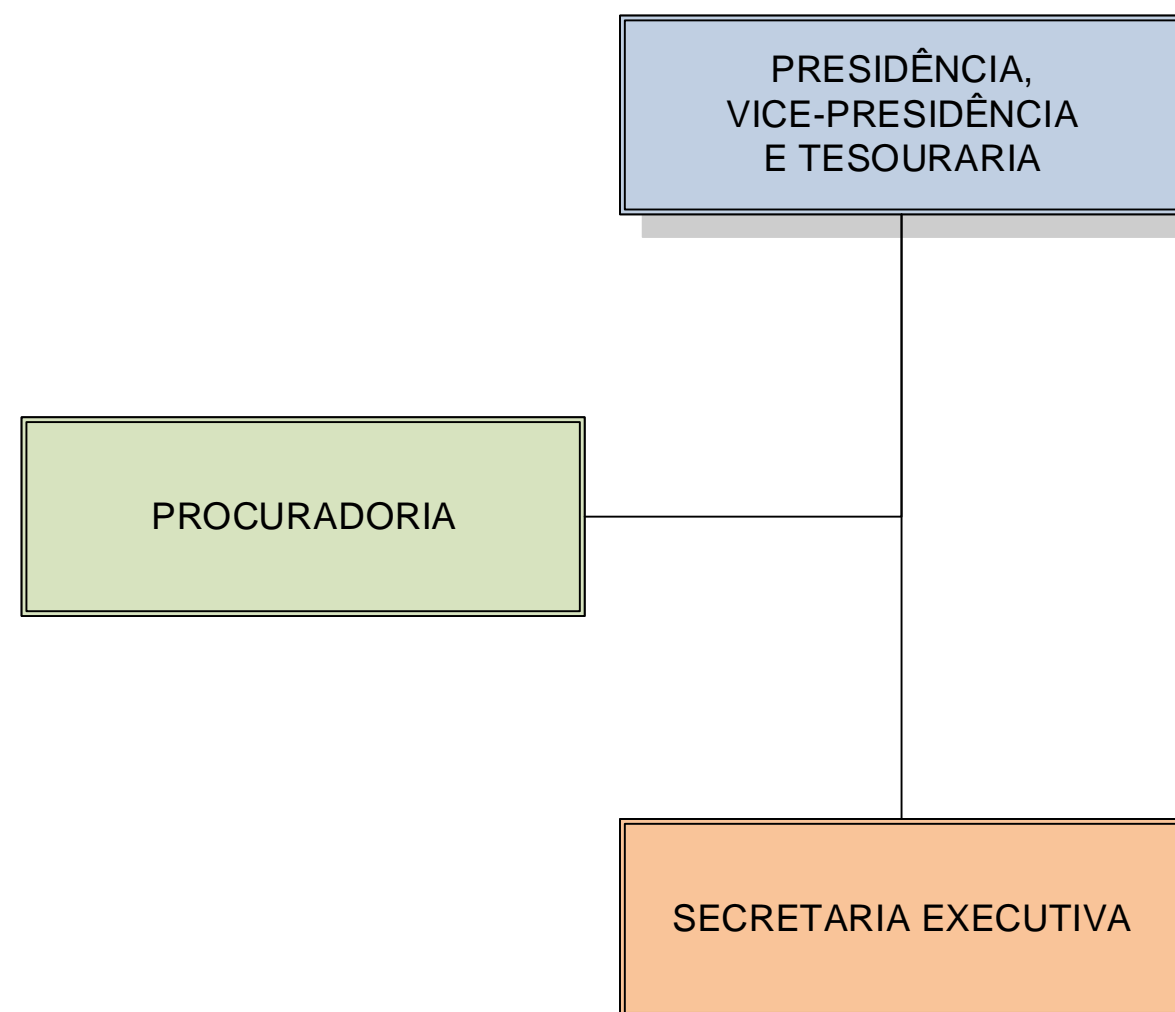 PRESIDÊNCIA,
VICE-PRESIDÊNCIA
E TESOURARIA
PROCURADORIA
SECRETARIA EXECUTIVA